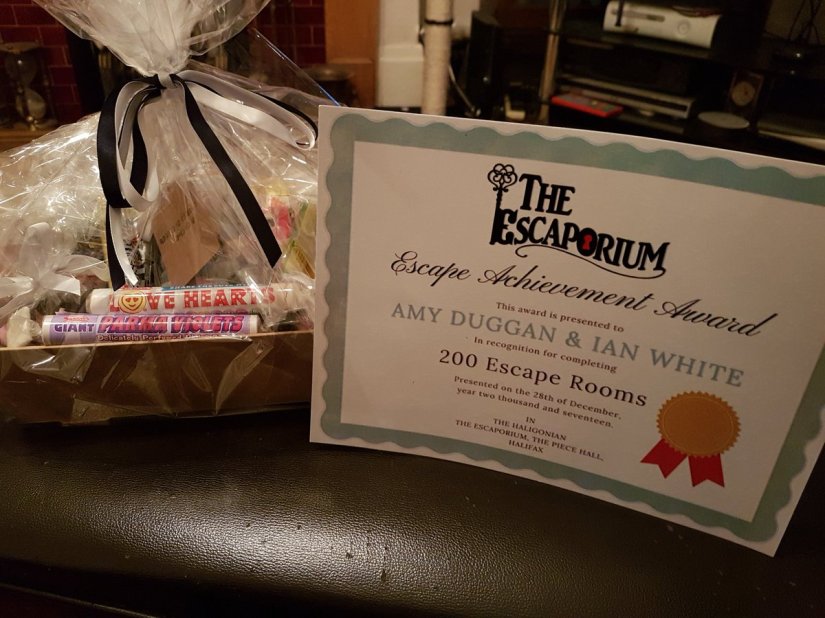 THE
ESCAPORIUM
Escape Achievement Award
This award is presented to
AMY DUGGAN & IAN WHITE
In recognition for completing
200 Escape Rooms
Presented on the 28th of December,
year two thousand and seventeen.
IN
THE HALIGONIAN
THE ESCAPORIUM, THE PIECE HALL,
HALIFAX
LOVE HEARTS
GIANT PARMA VIOLETS